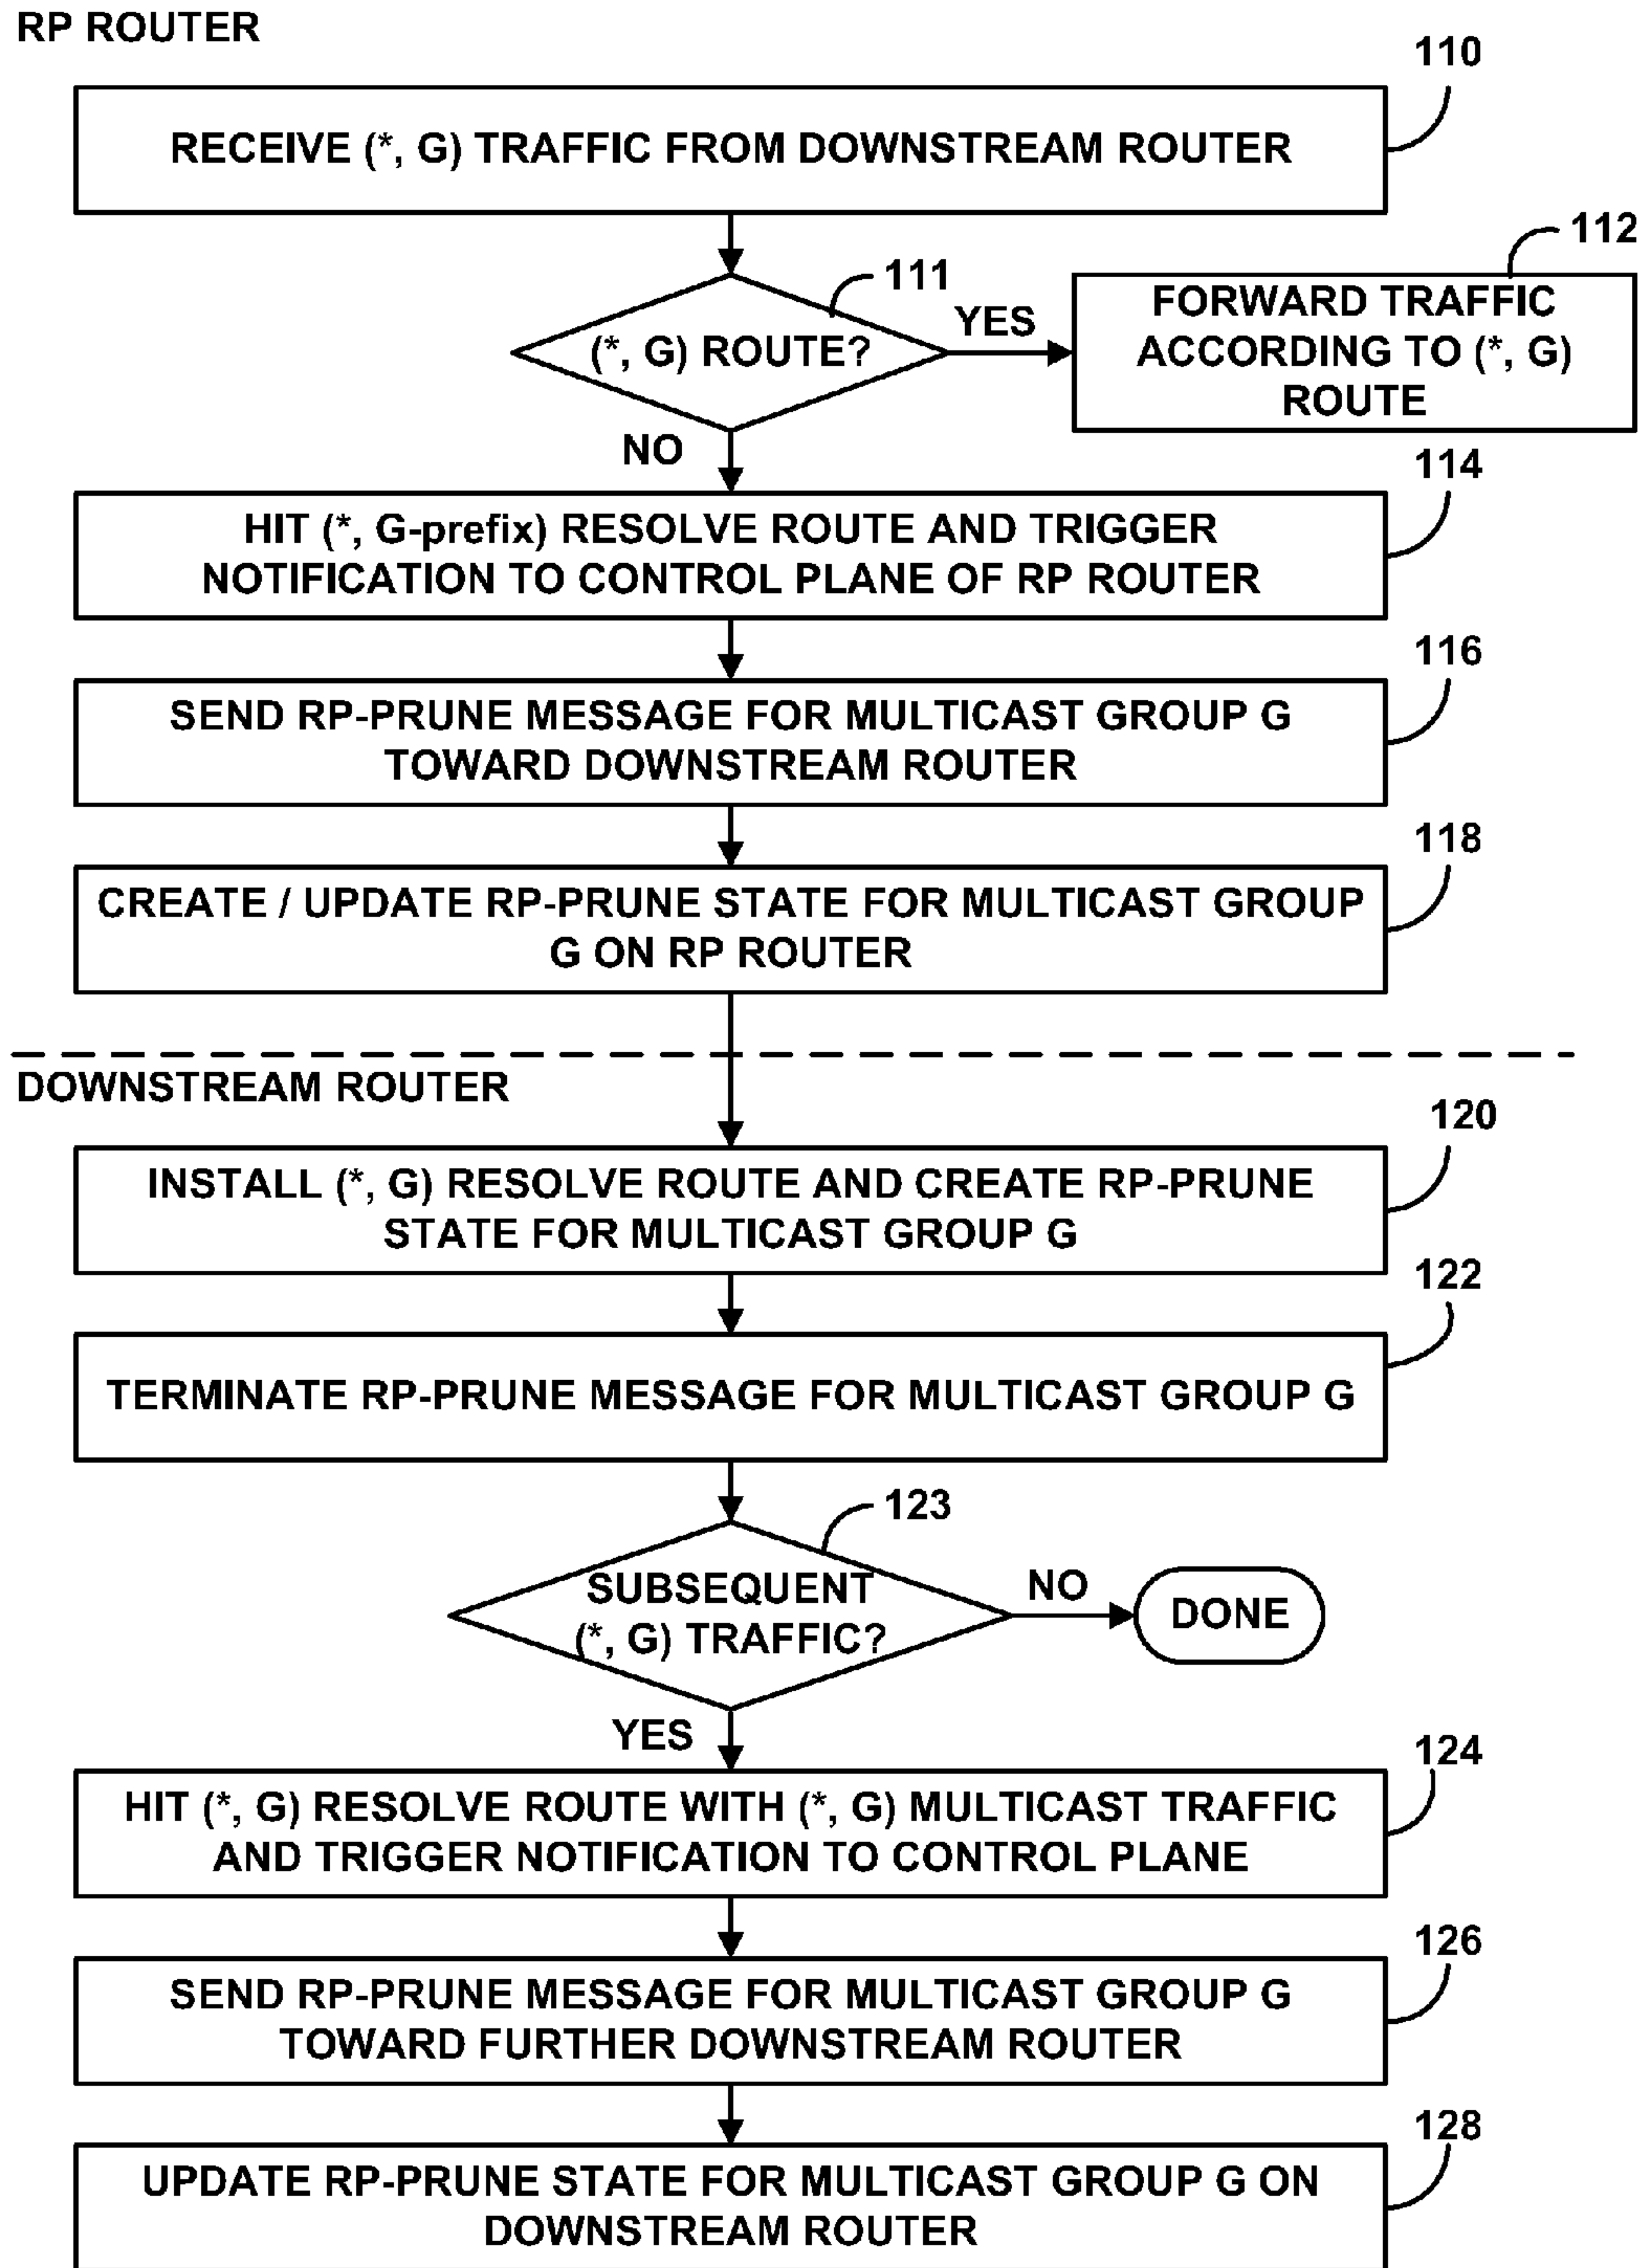 RP ROUTER
110
RECEIVE (*, G) TRAFFIC FROM DOWNSTREAM ROUTER
111
(*, G) ROUTE?
YES
112
FORWARD TRAFFIC
ACCORDING TO (*, G)
ROUTE
NO
114
HIT (*, G-prefix) RESOLVE ROUTE AND TRIGGER
NOTIFICATION TO CONTROL PLANE OF RP ROUTER
116
SEND RP-PRUNE MESSAGE FOR MULTICAST GROUP G
TOWARD DOWNSTREAM ROUTER
118
CREATE / UPDATE RP-PRUNE STATE FOR MULTICAST GROUP
G ON RP ROUTER
DOWNSTREAM ROUTER
120
INSTALL (*, G) RESOLVE ROUTE AND CREATE RP-PRUNE
STATE FOR MULTICAST GROUP G
122
TERMINATE RP-PRUNE MESSAGE FOR MULTICAST GROUP G
123
SUBSEQUENT
(*, G) TRAFFIC?
NO
DONE
YES
124
HIT (*, G) RESOLVE ROUTE WITH (*, G) MULTICAST TRAFFIC
AND TRIGGER NOTIFICATION TO CONTROL PLANE
126
SEND RP-PRUNE MESSAGE FOR MULTICAST GROUP G
TOWARD FURTHER DOWNSTREAM ROUTER
128
UPDATE RP-PRUNE STATE FOR MULTICAST GROUP G ON
DOWNSTREAM ROUTER